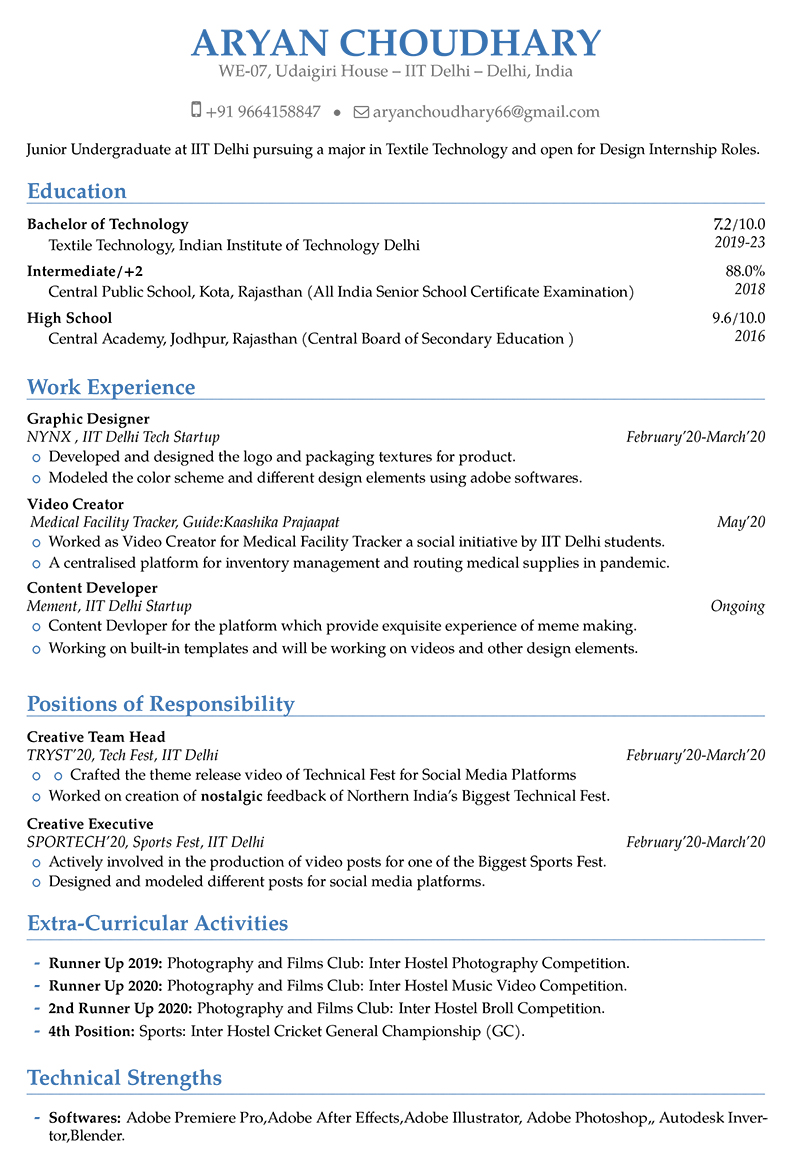 ARYAN CHOUDHARY
WE-07, Udaigiri House – IIT Delhi – Delhi, India
+91 9664158847 • aryanchoudhary66@gmail.com
Junior Undergraduate at IIT Delhi pursuing a major in Textile Technology and open for Design Internship Roles.
Education
Bachelor of Technology 7.2/10.0
Textile Technology, Indian Institute of Technology Delhi 2019-23
Intermediate/+2 88.0%
Central Public School, Kota, Rajasthan (All India Senior School Certificate Examination) 2018
High School 9.6/10.0
Central Academy, Jodhpur, Rajasthan (Central Board of Secondary Education ) 2016
Work Experience
Graphic Designer
NYNX , IIT Delhi Tech Startup February'20-March'20
Developed and designed the logo and packaging textures for product.
Modeled the color scheme and different design elements using adobe softwares.
Video Creator
Medical Facility Tracker, Guide:Kaashika Prajaapat May'20
Worked as Video Creator for Medical Facility Tracker a social initiative by IIT Delhi students.
A centralised platform for inventory management and routing medical supplies in pandemic.
Content Developer
Mement, IIT Delhi Startup Ongoing
Content Devloper for the platform which provide exquisite experience of meme making.
Working on built-in templates and will be working on videos and other design elements.
Positions of Responsibility
Creative Team Head
TRYST'20, Tech Fest, IIT Delhi February'20-March'20
Crafted the theme release video of Technical Fest for Social Media Platforms
Worked on creation of nostalgic feedback of Northern India's Biggest Technical Fest.
Creative Executive
SPORTECH'20, Sports Fest, IIT Delhi February'20-March'20
Actively involved in the production of video posts for one of the Biggest Sports Fest.
Designed and modeled different posts for social media platforms.
Extra-Curricular Activities
- Runner Up 2019: Photography and Films Club: Inter Hostel Photography Competition.
- Runner Up 2020: Photography and Films Club: Inter Hostel Music Video Competition.
- 2nd Runner Up 2020: Photography and Films Club: Inter Hostel Broll Competition.
- 4th Position: Sports: Inter Hostel Cricket General Championship (GC).
Technical Strengths
- Softwares: Adobe Premiere Pro,Adobe After Effects,Adobe Illustrator, Adobe Photoshop,, Autodesk Inver-
tor,Blender.